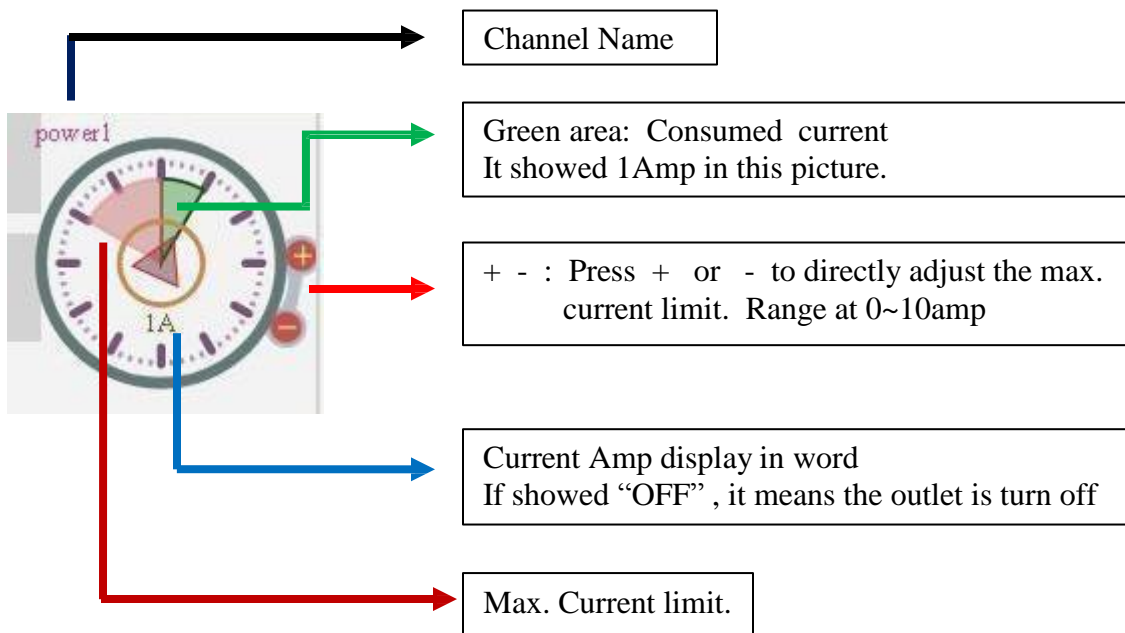 Channel Name
power1
Green area: Consumed current
It showed 1Amp in this picture.
+ - : Press + or - to directly adjust the max.
current limit. Range at 0~10amp
+
1A
−
Current Amp display in word
If showed “OFF” , it means the outlet is turn off
Max. Current limit.